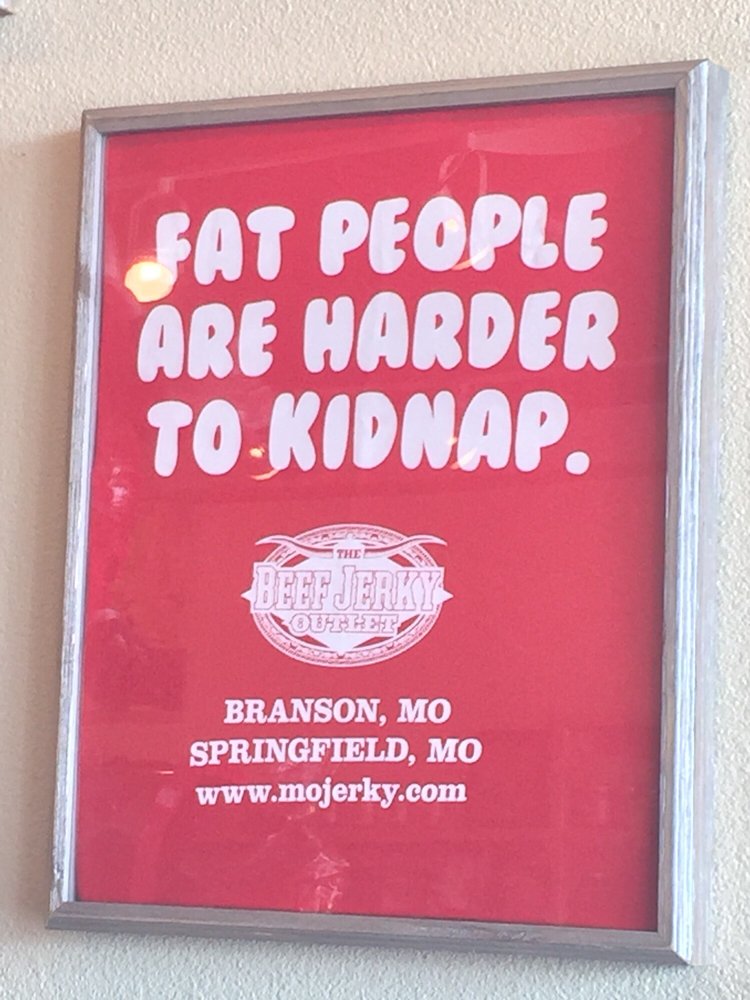 FAT PEOPLE
ARE HARDER
TO KIDNAP.
THE
BEEF JERKY
OUTLET
BRANSON, MO
SPRINGFIELD, MO
www.mojerky.com